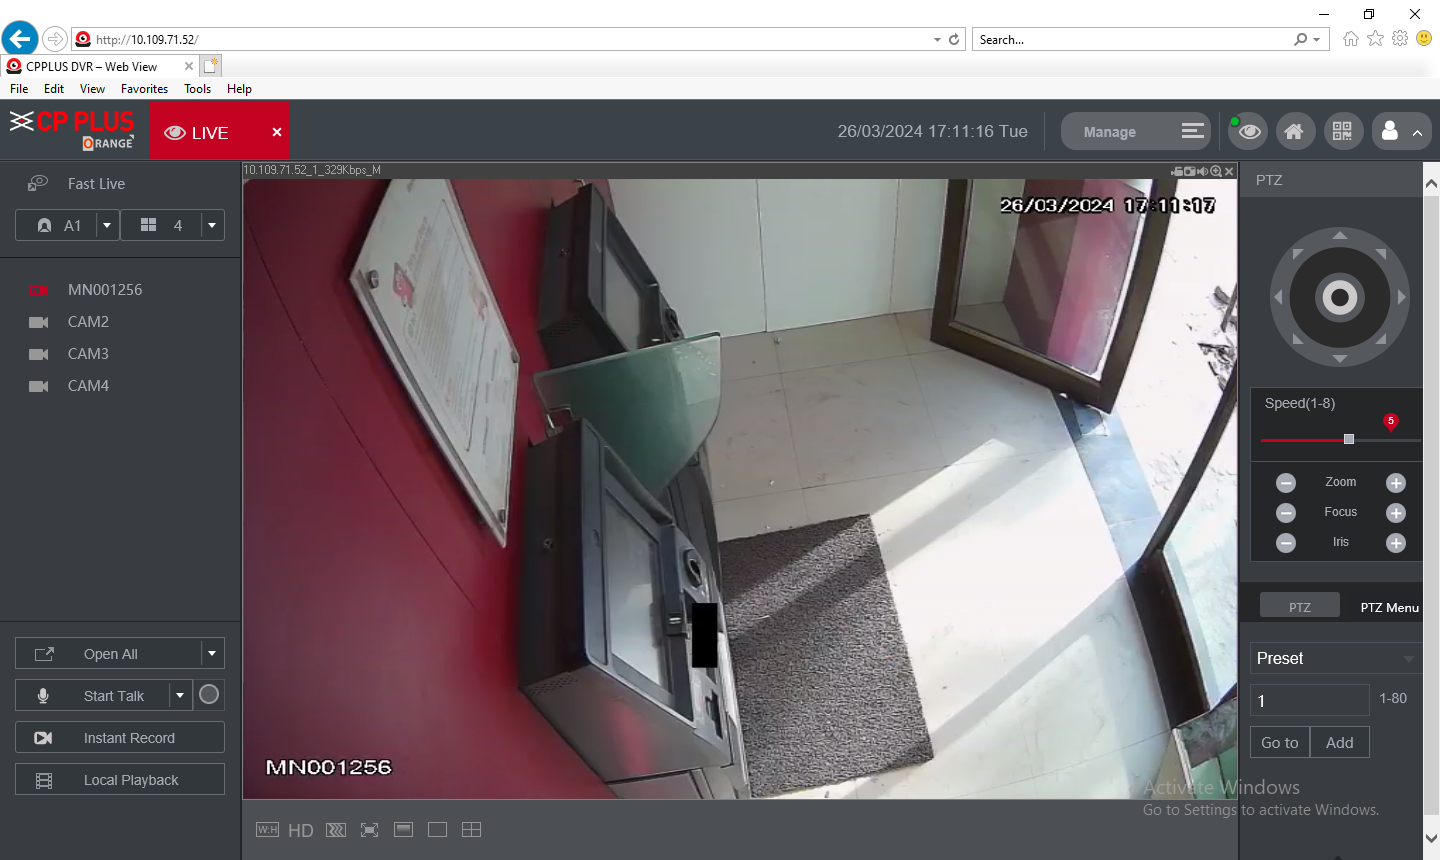 http://10.109.71.52/
Search...
CPPLUS DVR – Web View
File Edit View Favorites Tools Help
CP PLUS
ORANGE
LIVE
26/03/2024 17:11:16 Tue
Manage
Fast Live
A1 4
MN001256
CAM2
CAM3
CAM4
Open All
Start Talk
Instant Record
Local Playback
10.109.71.52_1_329Kbps_M
26/03/2024 17:11:17
MN001256
W:H HD
PTZ
Speed(1-8)
5
Zoom
Focus
Iris
PTZ PTZ Menu
Preset
1 1-80
Go to Add
Activate Windows
Go to Settings to activate Windows.